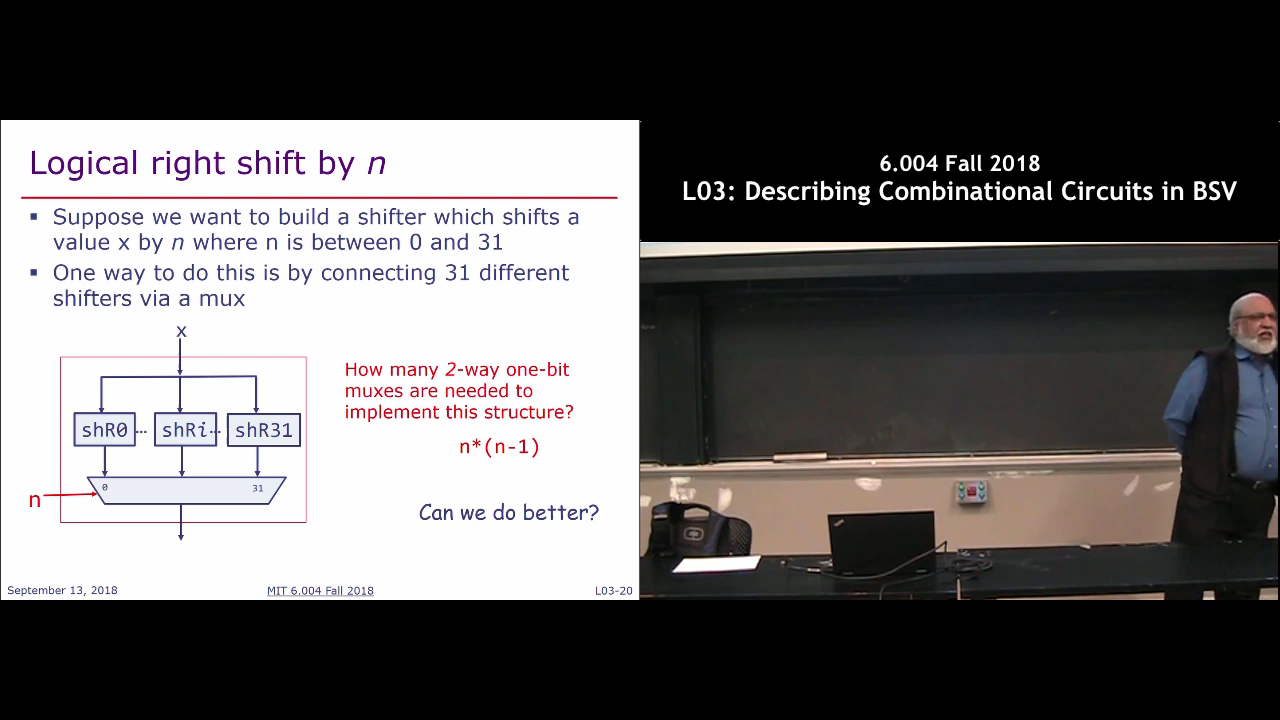 Logical right shift by n
▪ Suppose we want to build a shifter which shifts a
value x by n where n is between 0 and 31
▪ One way to do this is by connecting 31 different
shifters via a mux
x
shR0 ... shRi ... shR31
0 31
n
How many 2-way one-bit
muxes are needed to
implement this structure?
n*(n-1)
Can we do better?
September 13, 2018 MIT 6.004 Fall 2018 L03-20
6.004 Fall 2018
L03: Describing Combinational Circuits in BSV